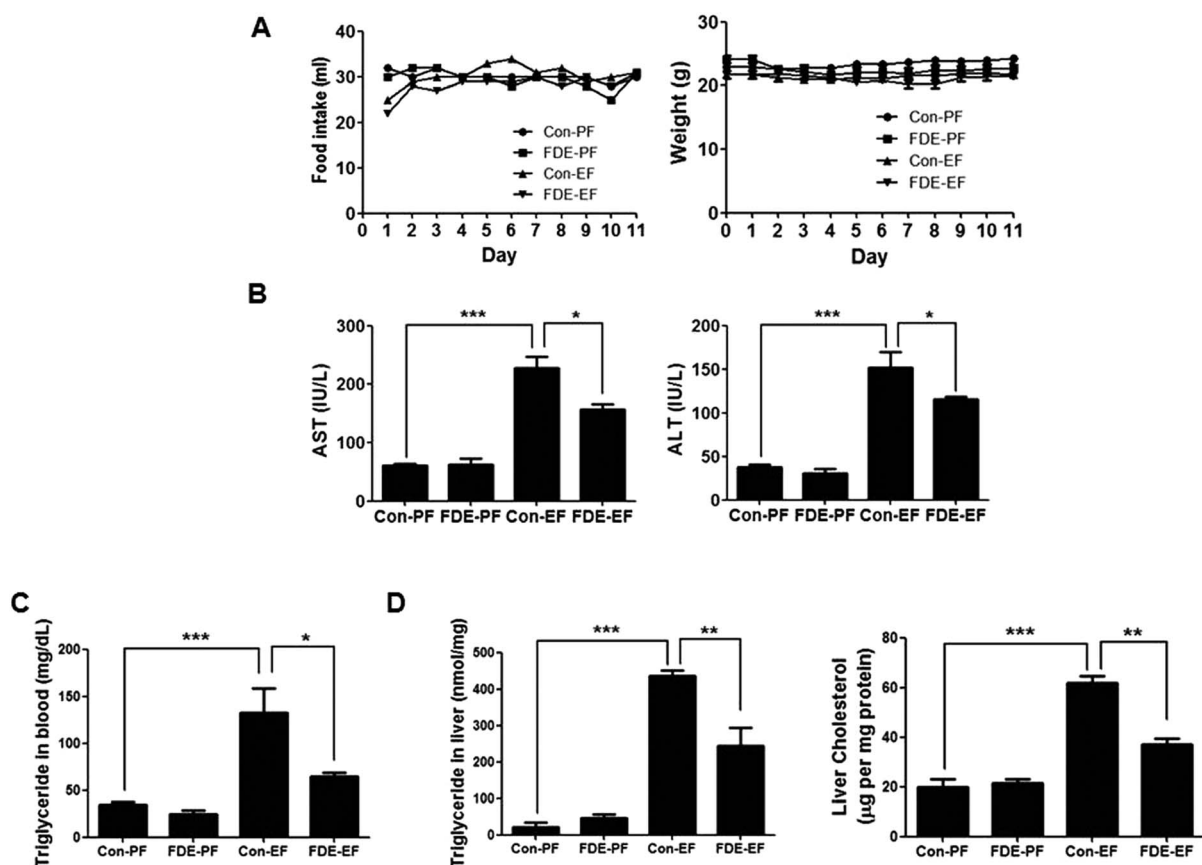 A
Food intake (ml)
40
30
20
10
0
1 2 3 4 5 6 7 8 9 10 11
Day
Con-PF
FDE-PF
Con-EF
FDE-EF
Weight (g)
30
20
10
0
0 1 2 3 4 5 6 7 8 9 10 11
Day
Con-PF
FDE-PF
Con-EF
FDE-EF
B
AST (IU/L)
300
200
100
0
*** *
Con-PF FDE-PF Con-EF FDE-EF
ALT (IU/L)
200
150
100
50
0
*** *
Con-PF FDE-PF Con-EF FDE-EF
C
Triglyceride in blood (mg/dL)
200
150
100
50
0
*** *
Con-PF FDE-PF Con-EF FDE-EF
D
Triglyceride in liver (nmol/mg)
500
400
300
200
100
0
*** **
Con-PF FDE-PF Con-EF FDE-EF
Liver Cholesterol
(μg per mg protein)
80
60
40
20
0
*** **
Con-PF FDE-PF Con-EF FDE-EF